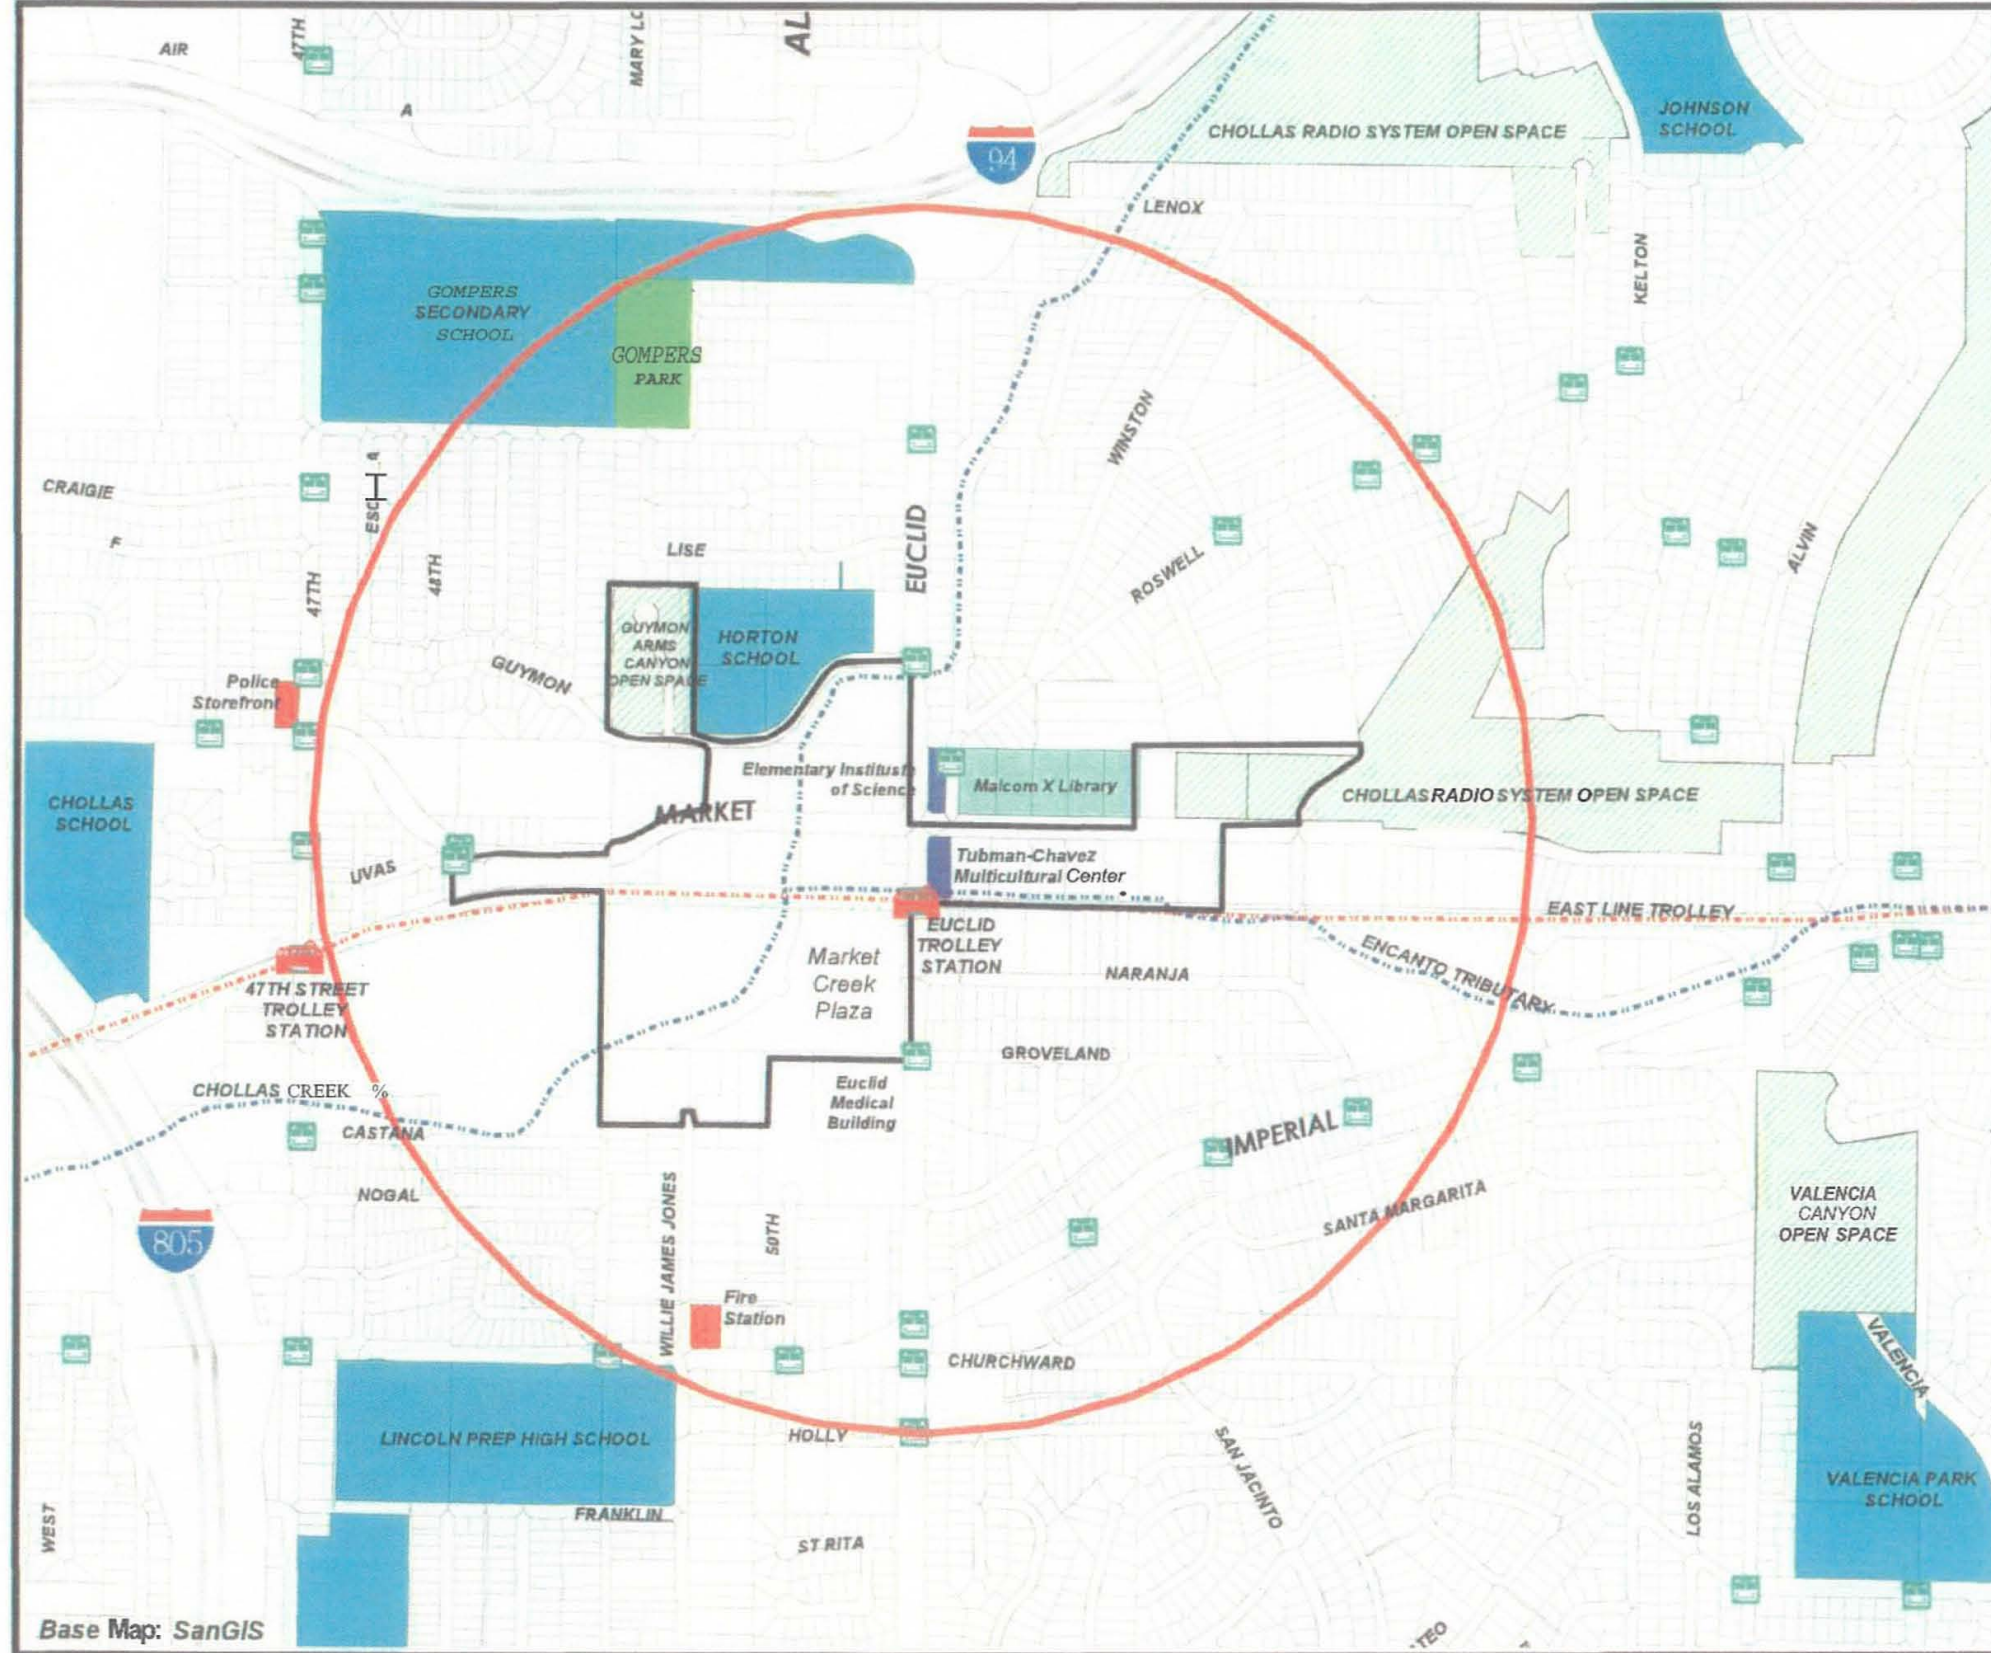 AIR
47TH
MARY LC
AL
A
94
CHOLLAS RADIO SYSTEM OPEN SPACE
JOHNSON
SCHOOL
LENOX
KELTON
GOMPERS
SECONDARY
SCHOOL
GOMPERS
PARK
WINSTON
CRAIGIE
F
ESC
A
47TH
48TH
LISE
EUCLID
ROSWELL
ALVIN
GUYMON
GUYMON
ARMS
CANYON
OPEN SPACE
HORTON
SCHOOL
Police
Storefront
Elementary Institute
of Science
Malcom X Library
CHOLLAS RADIO SYSTEM OPEN SPACE
CHOLLAS
SCHOOL
MARKET
UVAS
Tubman-Chavez
Multicultural Center
EUCLID
TROLLEY
STATION
EAST LINE TROLLEY
ENCANTO TRIBUTARY
Market
Creek
Plaza
NARANJA
47TH STREET
TROLLEY
STATION
GROVELAND
CHOLLAS CREEK %
CASTANA
Euclid
Medical
Building
IMPERIAL
NOGAL
SANTA MARGARITA
VALENCIA
CANYON
OPEN SPACE
805
WILLIE JAMES JONES
50TH
Fire
Station
CHURCHWARD
VALENCIA
LINCOLN PREP HIGH SCHOOL
HOLLY
SAN JACINTO
LOS ALAMOS
VALENCIA PARK
SCHOOL
WEST
FRANKLIN
ST RITA
TEO
Base Map: SanGIS